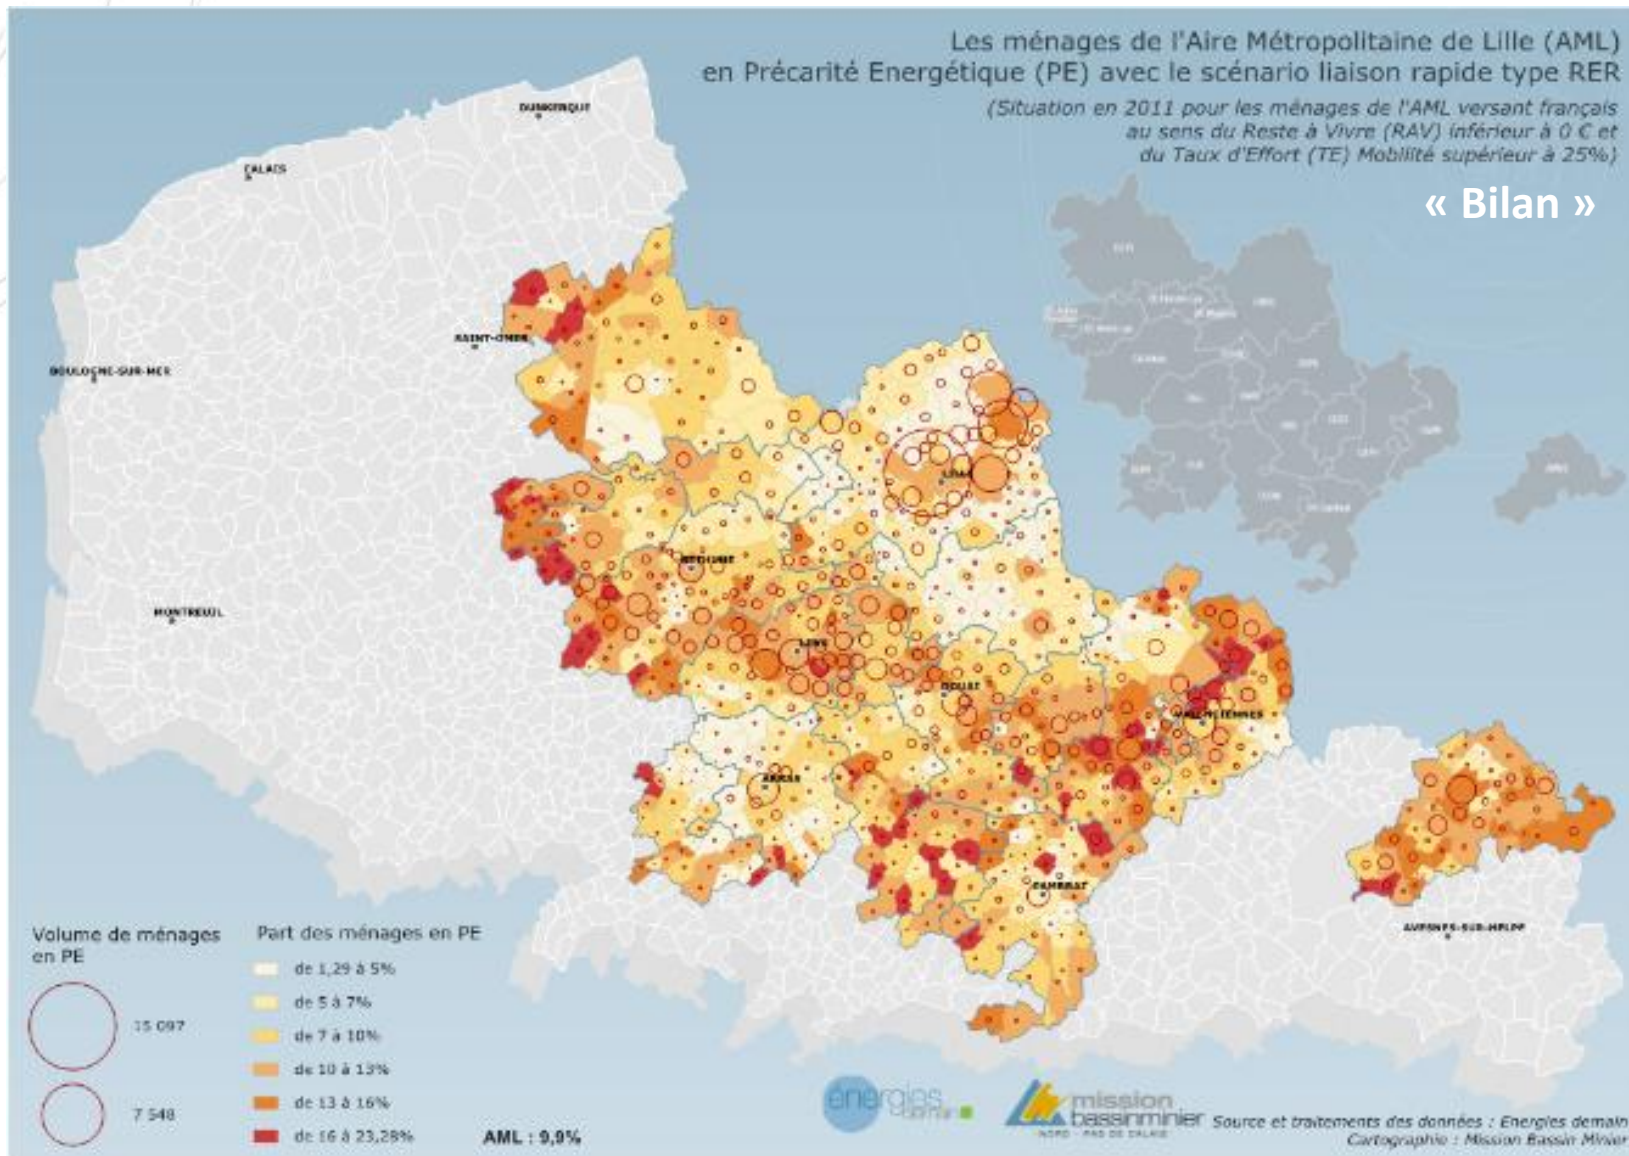 Les ménages de l'Aire Métropolitaine de Lille (AML)
en Précarité Energétique (PE) avec le scénario liaison rapide type RER
(Situation en 2011 pour les ménages de l'AML versant français
au sens du Reste à Vivre (RAV) inférieur à 0 € et
du Taux d'Effort (TE) Mobilité supérieur à 25%)
« Bilan »
DUNKERQUE
CALAIS
SAINT-OMER
BOULOGNE-SUR-MER
LILLE
BETHUNE
MONTREUIL
LENS
DOUAI
VALENCIENNES
ARRAS
CAMBRAI
AVESNES-SUR-HELPE
Volume de ménages
en PE
15 097
7 548
Part des ménages en PE
de 1,29 à 5%
de 5 à 7%
de 7 à 10%
de 10 à 13%
de 13 à 16%
de 16 à 23,28%
AML : 9,9%
énergies
demain
mission
bassinminier
NORD - PAS DE CALAIS
Source et traitements des données : Energies demain
Cartographie : Mission Bassin Minier